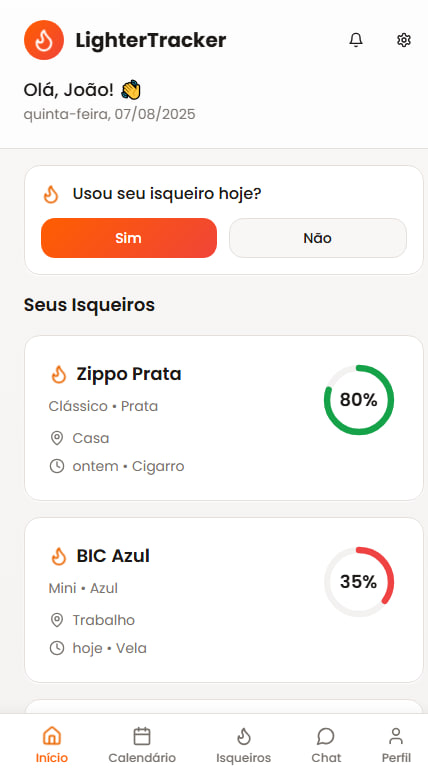 LighterTracker
Olá, João! 👋
quinta-feira, 07/08/2025
Usou seu isqueiro hoje?
Sim Não
Seus Isqueiros
Zippo Prata
Clássico • Prata
80%
Casa
ontem • Cigarro
BIC Azul
Mini • Azul
35%
Trabalho
hoje • Vela
Início Calendário Isqueiros Chat Perfil